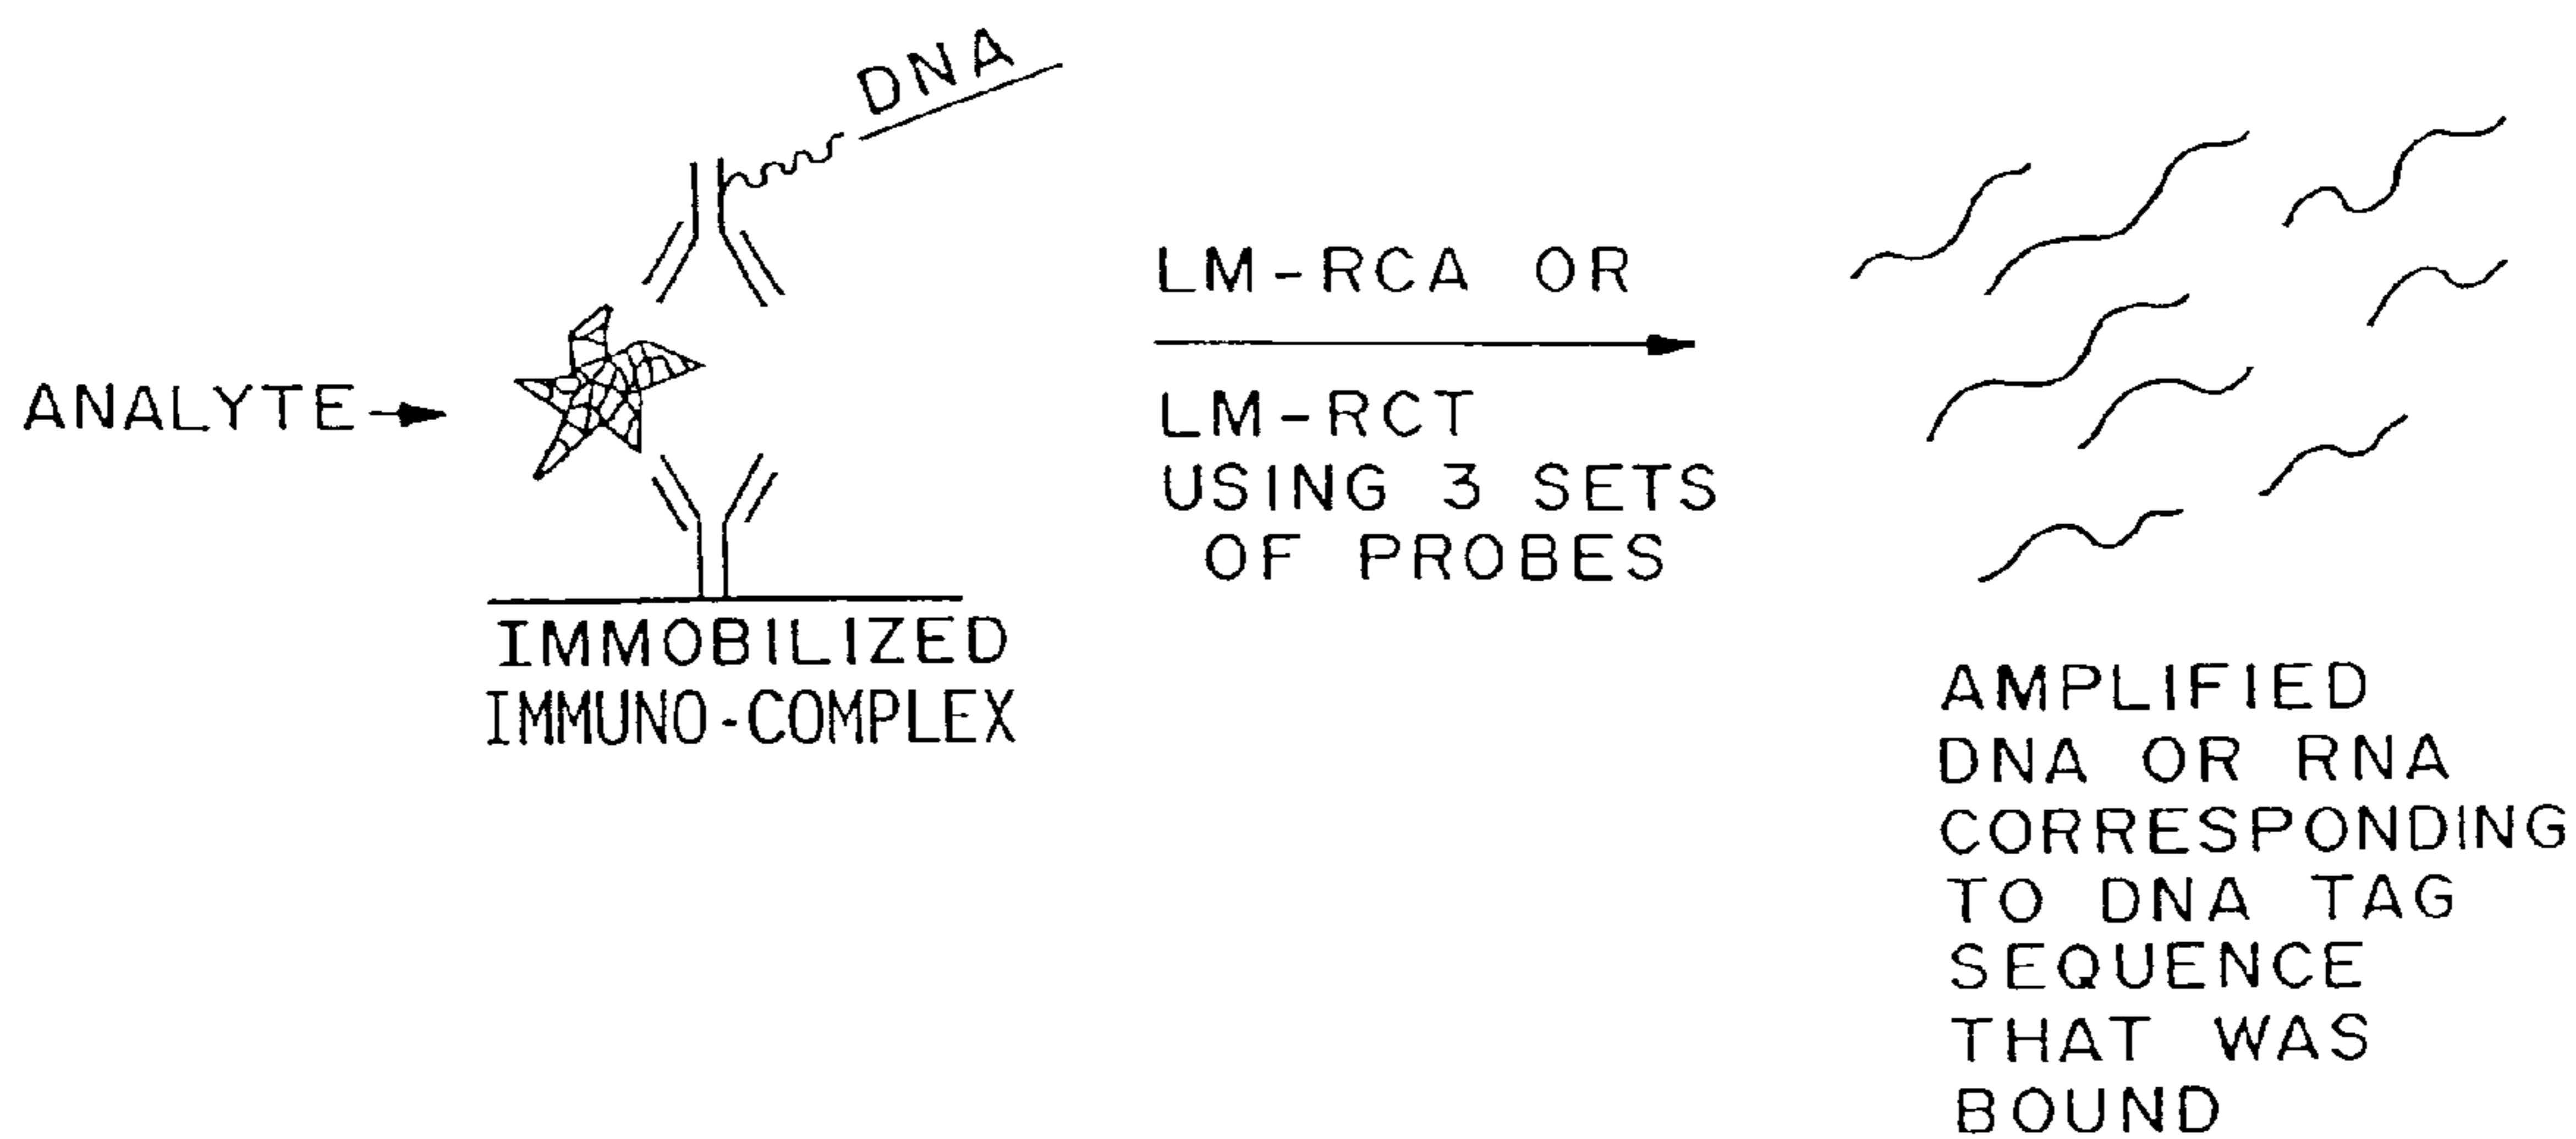 DNA
ANALYTE
IMMOBILIZED
IMMUNO-COMPLEX
LM-RCA OR
LM-RCT
USING 3 SETS
OF PROBES
AMPLIFIED
DNA OR RNA
CORRESPONDING
TO DNA TAG
SEQUENCE
THAT WAS
BOUND